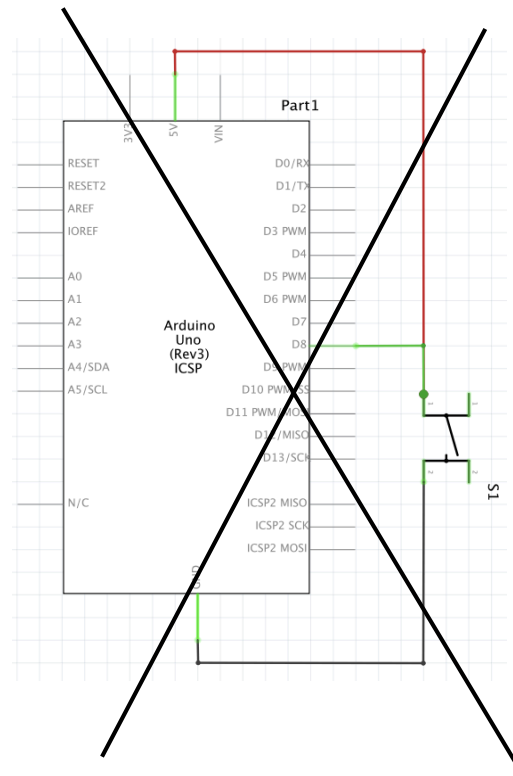 Part1
3V3
5V
VIN
RESET
RESET2
AREF
IOREF
A0
A1
A2
A3
A4/SDA
A5/SCL
N/C
Arduino
Uno
(Rev3)
ICSP
D0/RX
D1/TX
D2
D3 PWM
D4
D5 PWM
D6 PWM
D7
D8
D9 PWM
D10 PWM/SS
D11 PWM/MOSI
D12/MISO
D13/SCK
ICSP2 MISO
ICSP2 SCK
ICSP2 MOSI
GND
1
1
2
2
S1